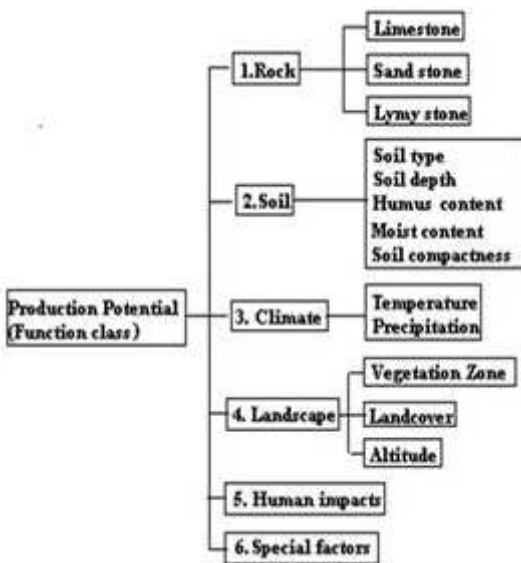 Production Potential
(Function class)
1.Rock
Limestone
Sand stone
Lymy stone
2.Soil
Soil type
Soil depth
Humus content
Moist content
Soil compactness
3. Climate
Temperature
Precipitation
4. Landscape
Vegetation Zone
Landcover
Altitude
5. Human impacts
6.Special factors